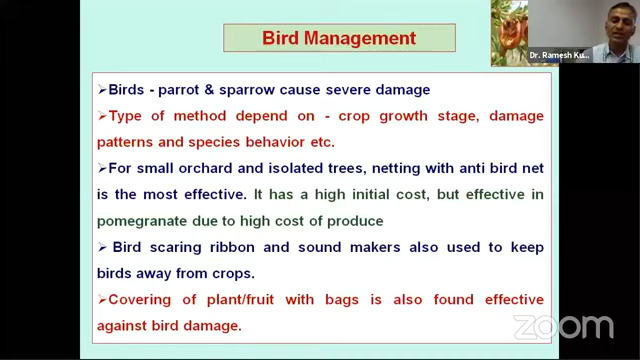 Bird Management
Dr. Ramesh Ku...
➢Birds - parrot & sparrow cause severe damage
➢Type of method depend on - crop growth stage, damage
patterns and species behavior etc.
➢For small orchard and isolated trees, netting with anti bird net
is the most effective. It has a high initial cost, but effective in
pomegranate due to high cost of produce
➢ Bird scaring ribbon and sound makers also used to keep
birds away from crops.
➢Covering of plant/fruit with bags is also found effective
against bird damage.
zoom